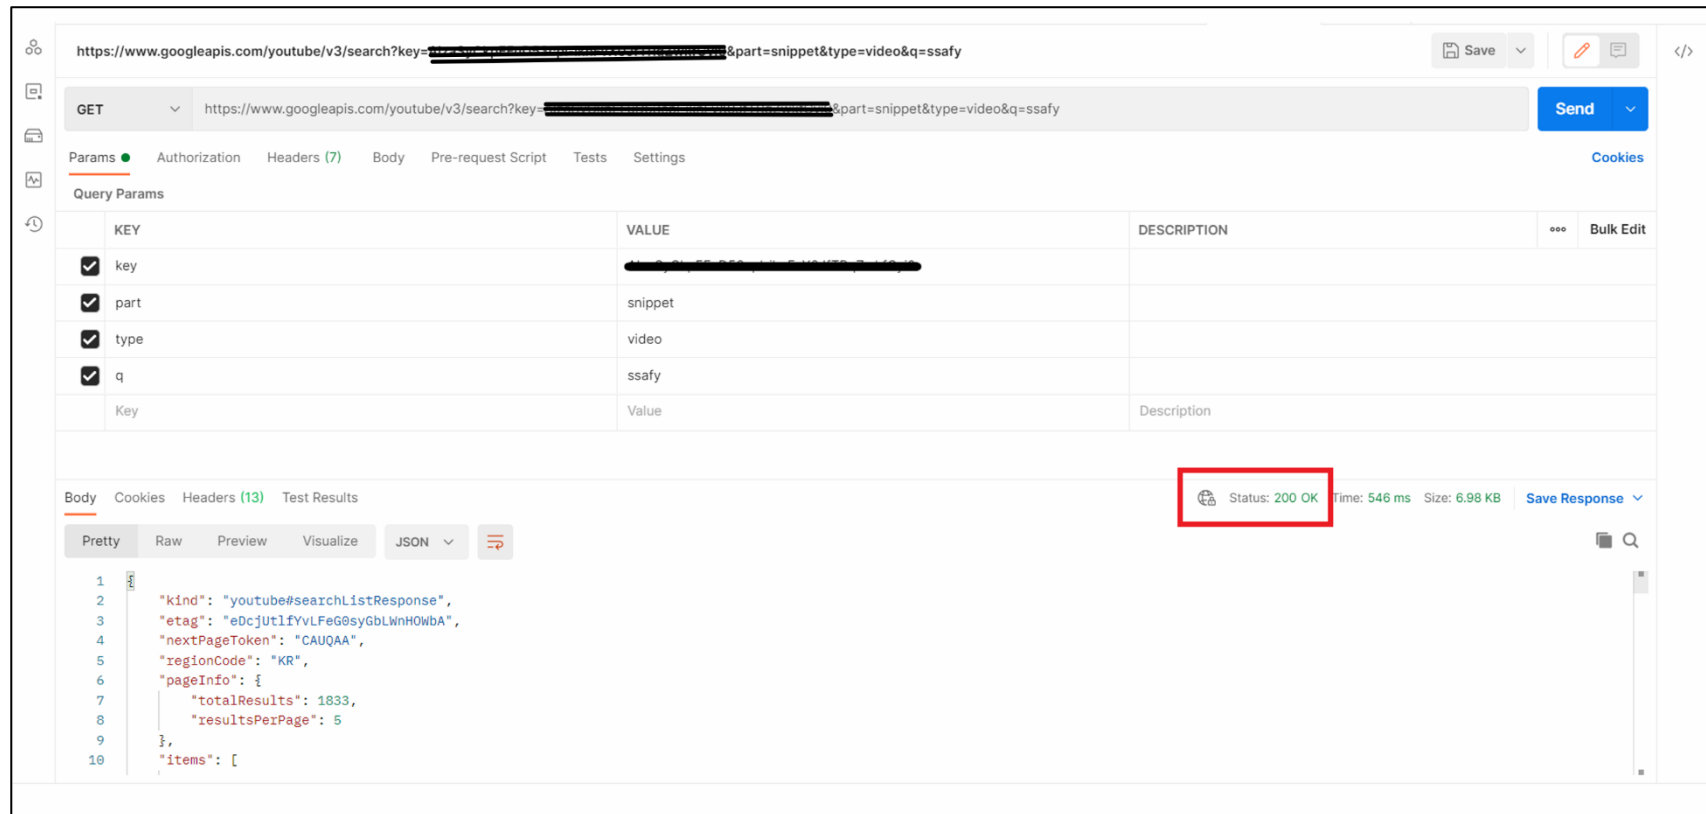 https://www.googleapis.com/youtube/v3/search?key= &part=snippet&type=video&q=ssafy
Save
</>
GET https://www.googleapis.com/youtube/v3/search?key= &part=snippet&type=video&q=ssafy
Send
Params Authorization Headers (7) Body Pre-request Script Tests Settings
Cookies
Query Params
KEY VALUE DESCRIPTION ooo Bulk Edit
key
part snippet
type video
q ssafy
Key Value Description
Body Cookies Headers (13) Test Results
Status: 200 OK Time: 546 ms Size: 6.98 KB Save Response
Pretty Raw Preview Visualize JSON
1 {
2 "kind": "youtube#searchListResponse",
3 "etag": "eDcjUtlfYvLFeG0syGbLWnHOWbA",
4 "nextPageToken": "CAUQAA",
5 "regionCode": "KR",
6 "pageInfo": {
7 "totalResults": 1833,
8 "resultsPerPage": 5
9 },
10 "items": [